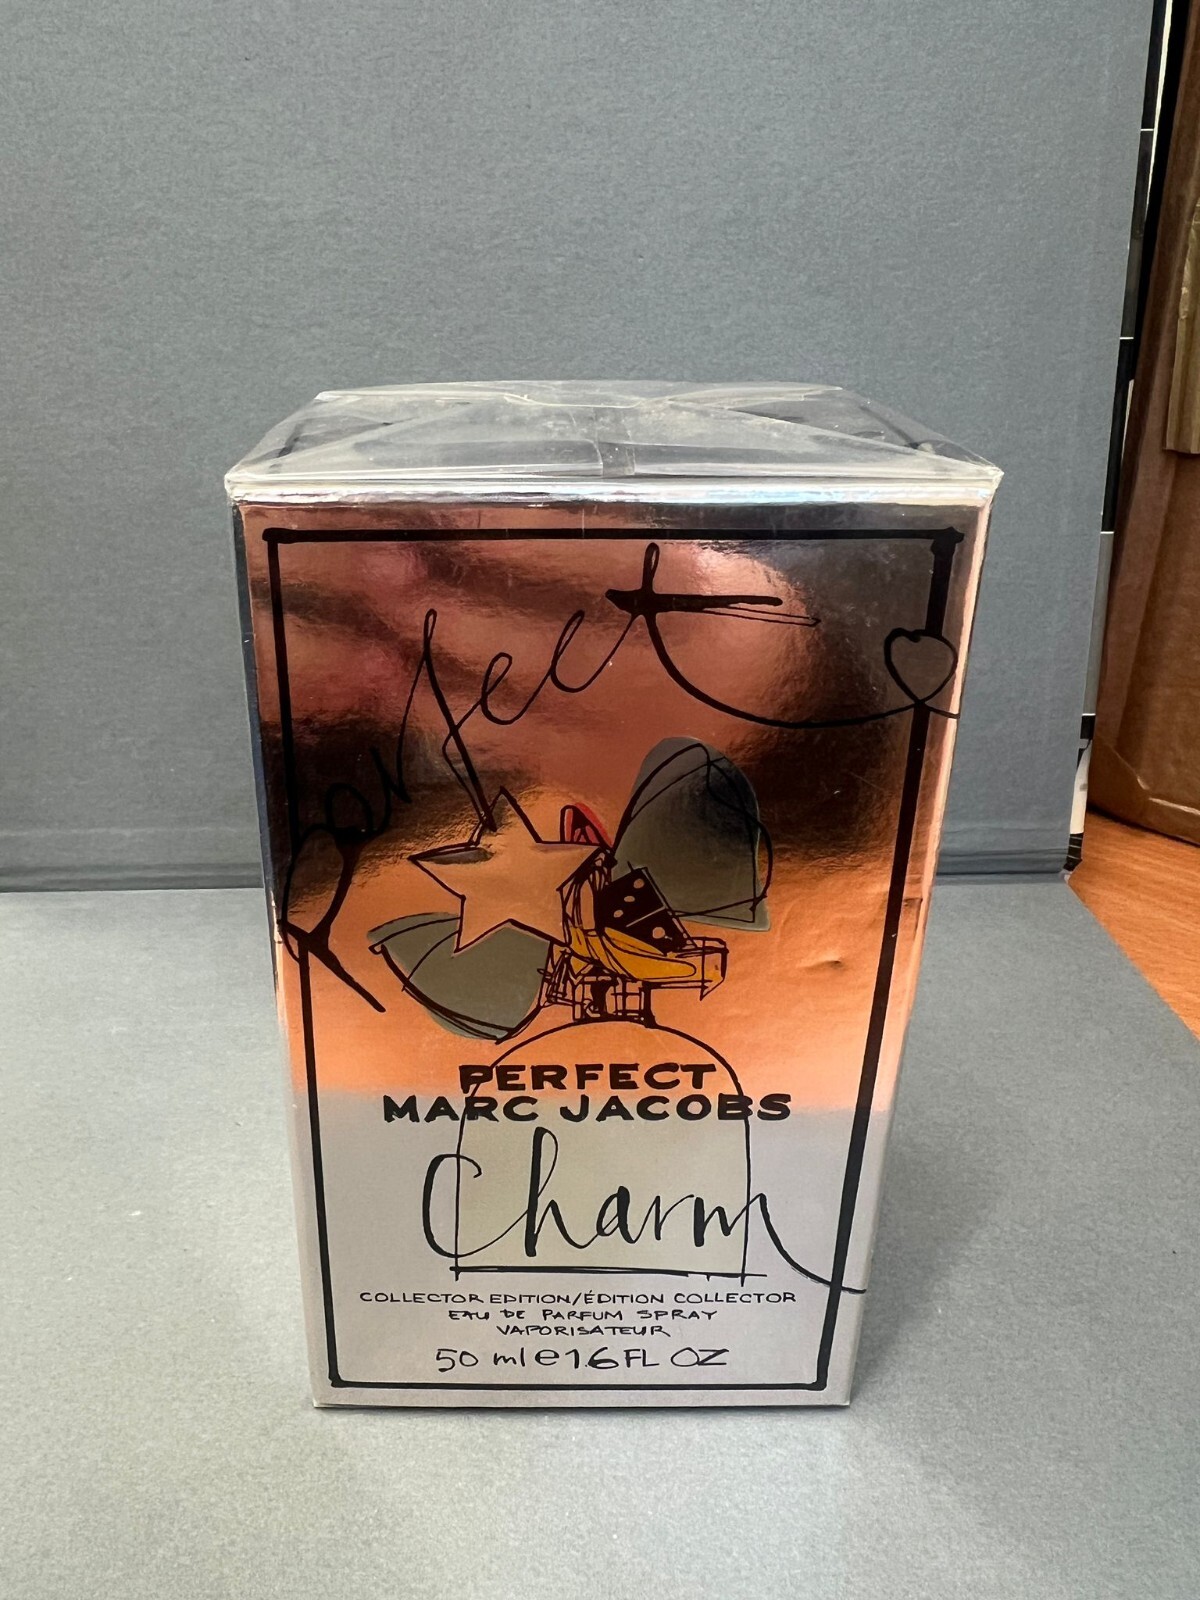 Perfect
PERFECT
MARC JACOBS
Charm
COLLECTOR EDITION/ÉDITION COLLECTOR
EAU DE PARFUM SPRAY
VAPORISATEUR
50 ml e 1.6 FL OZ